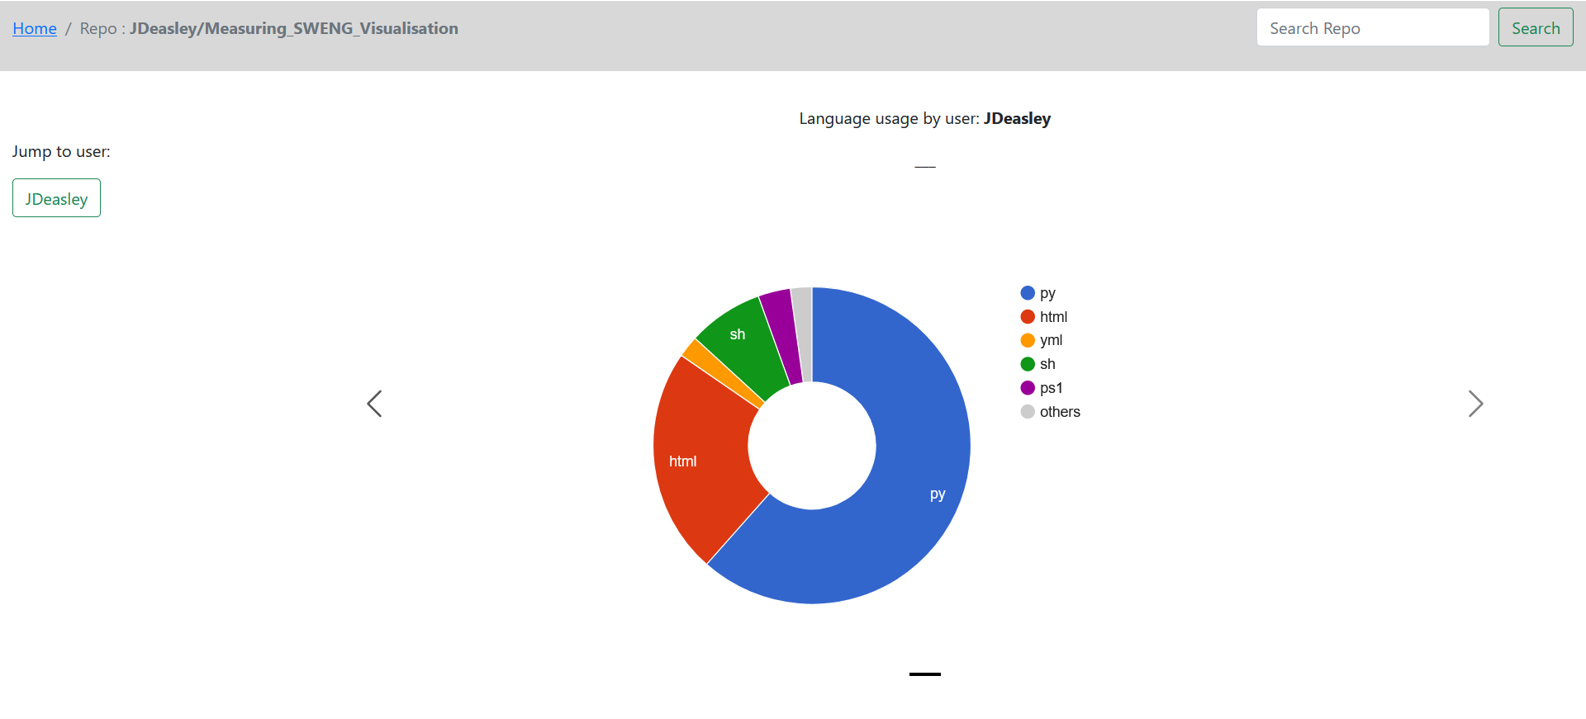 Home / Repo : JDeasley/Measuring_SWENG_Visualisation
Search Repo
Search
Language usage by user: JDeasley
Jump to user:
JDeasley
py
html
yml
sh
ps1
others
sh
html
py